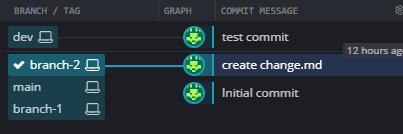 BRANCH / TAG GRAPH COMMIT MESSAGE
dev test commit
12 hours ago
branch-2 create change.md
main Initial commit
branch-1